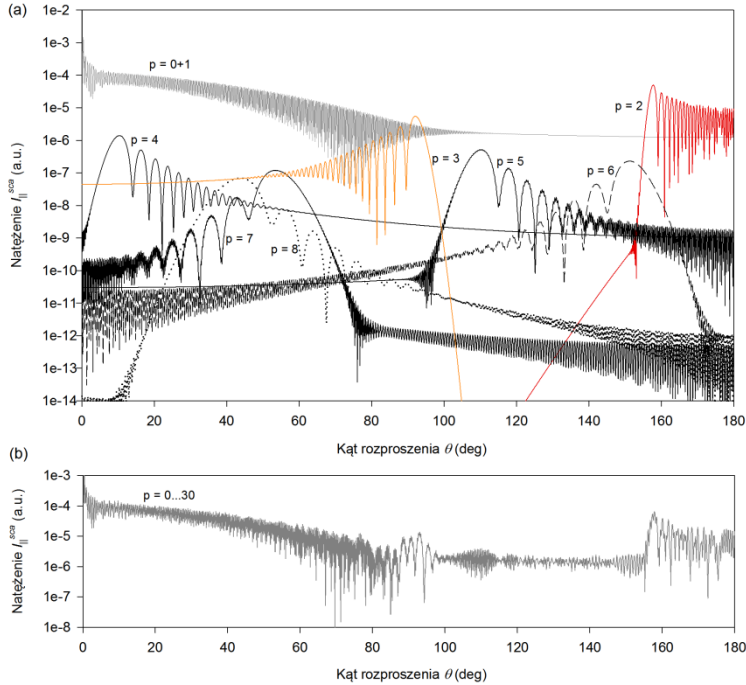 (a)
1e-2
1e-3
1e-4
1e-5
1e-6
1e-7
1e-8
1e-9
1e-10
1e-11
1e-12
1e-13
1e-14
Natężenie I||^sca (a.u.)
p = 0+1
p = 2
p = 4
p = 3
p = 5
p = 6
p = 7
p = 8
0 20 40 60 80 100 120 140 160 180
Kąt rozproszenia θ (deg)
(b)
1e-3
1e-4
1e-5
1e-6
1e-7
1e-8
Natężenie I||^sca (a.u.)
p = 0...30
0 20 40 60 80 100 120 140 160 180
Kąt rozproszenia θ (deg)